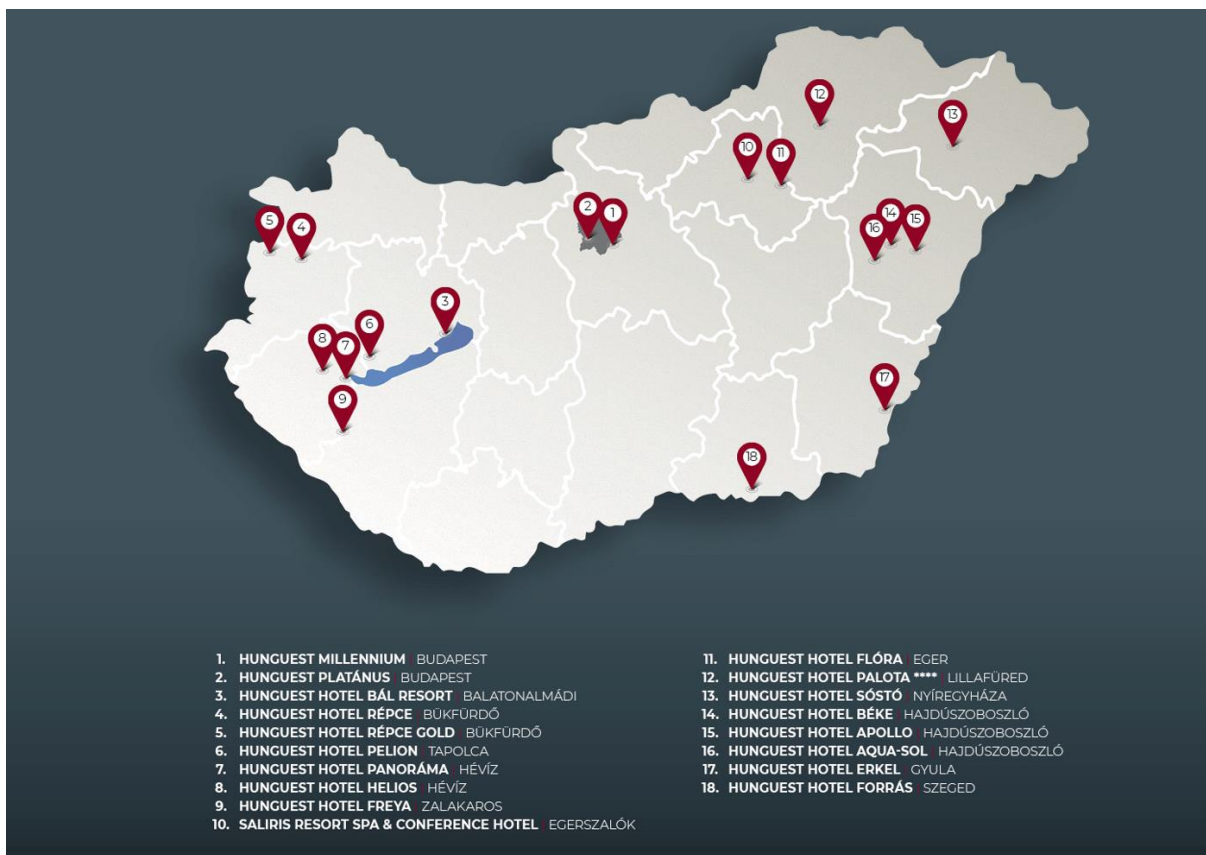 12
13
10
11
5
4
2
1
14
15
16
3
6
8
7
9
17
18
1. HUNGUEST MILLENNIUM | BUDAPEST
2. HUNGUEST PLATÁNUS | BUDAPEST
3. HUNGUEST HOTEL BÁL RESORT | BALATONALMÁDI
4. HUNGUEST HOTEL RÉPCE | BÜKFÜRDŐ
5. HUNGUEST HOTEL RÉPCE GOLD | BÜKFÜRDŐ
6. HUNGUEST HOTEL PELION | TAPOLCA
7. HUNGUEST HOTEL PANORÁMA | HÉVÍZ
8. HUNGUEST HOTEL HELIOS | HÉVÍZ
9. HUNGUEST HOTEL FREYA | ZALAKAROS
10. SALIRIS RESORT SPA & CONFERENCE HOTEL | EGERSZALÓK
11. HUNGUEST HOTEL FLÓRA | EGER
12. HUNGUEST HOTEL PALOTA **** | LILLAFÜRED
13. HUNGUEST HOTEL SÓSTÓ | NYÍREGYHÁZA
14. HUNGUEST HOTEL BÉKE | HAJDÚSZOBOSZLÓ
15. HUNGUEST HOTEL APOLLO | HAJDÚSZOBOSZLÓ
16. HUNGUEST HOTEL AQUA-SOL | HAJDÚSZOBOSZLÓ
17. HUNGUEST HOTEL ERKEL | GYULA
18. HUNGUEST HOTEL FORRÁS | SZEGED